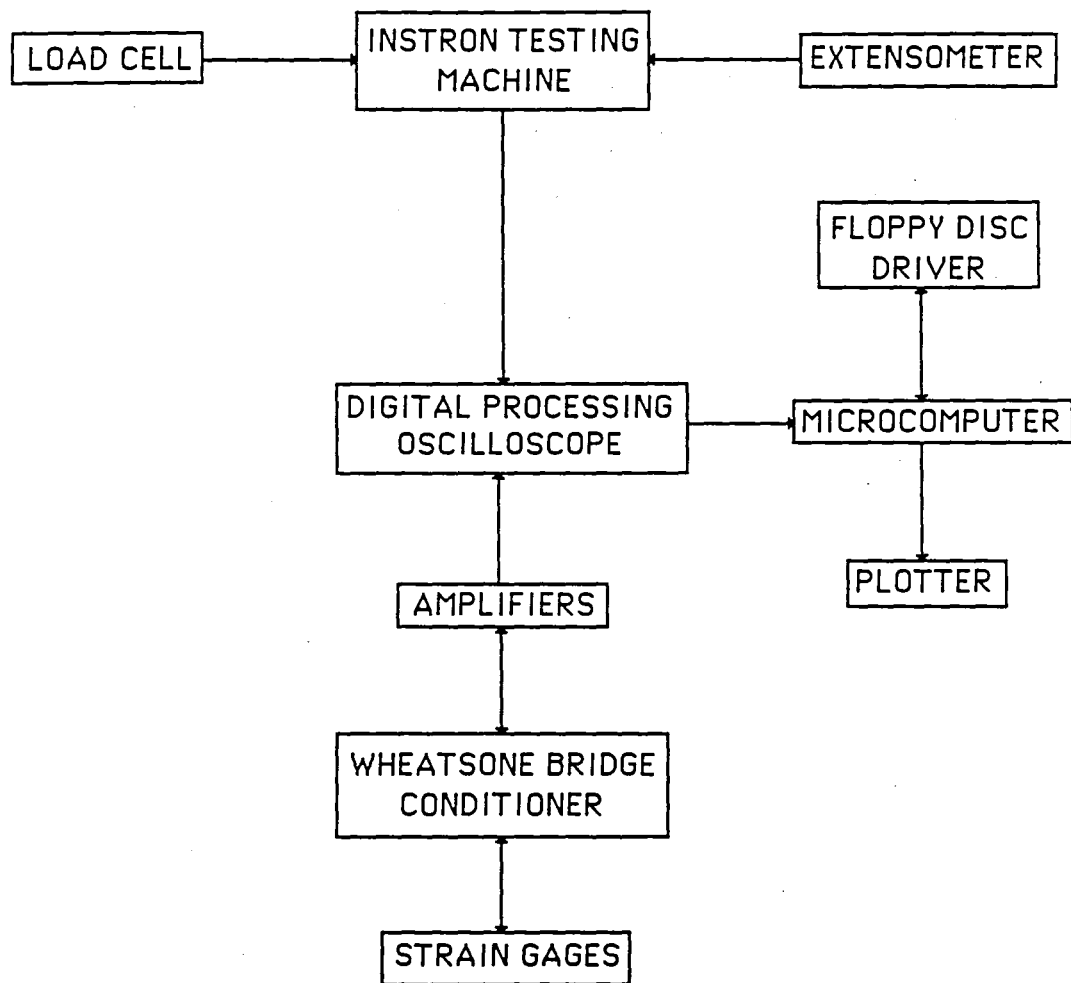 LOAD CELL
INSTRON TESTING
MACHINE
EXTENSOMETER
FLOPPY DISC
DRIVER
DIGITAL PROCESSING
OSCILLOSCOPE
MICROCOMPUTER
PLOTTER
AMPLIFIERS
WHEATSONE BRIDGE
CONDITIONER
STRAIN GAGES